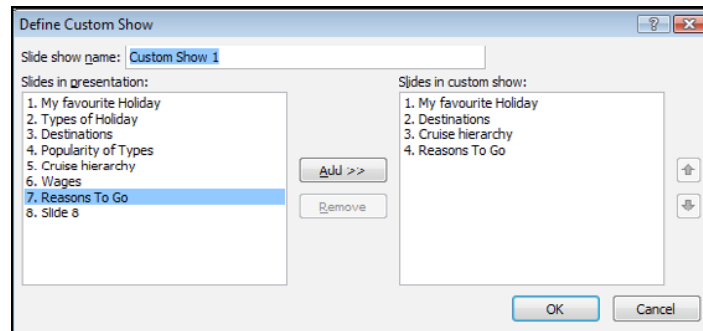 Define Custom Show
Slide show name: Custom Show 1
Slides in presentation:
1. My favourite Holiday
2. Types of Holiday
3. Destinations
4. Popularity of Types
5. Cruise hierarchy
6. Wages
7. Reasons To Go
8. Slide 8
Add >>
Remove
Slides in custom show:
1. My favourite Holiday
2. Destinations
3. Cruise hierarchy
4. Reasons To Go
OK
Cancel